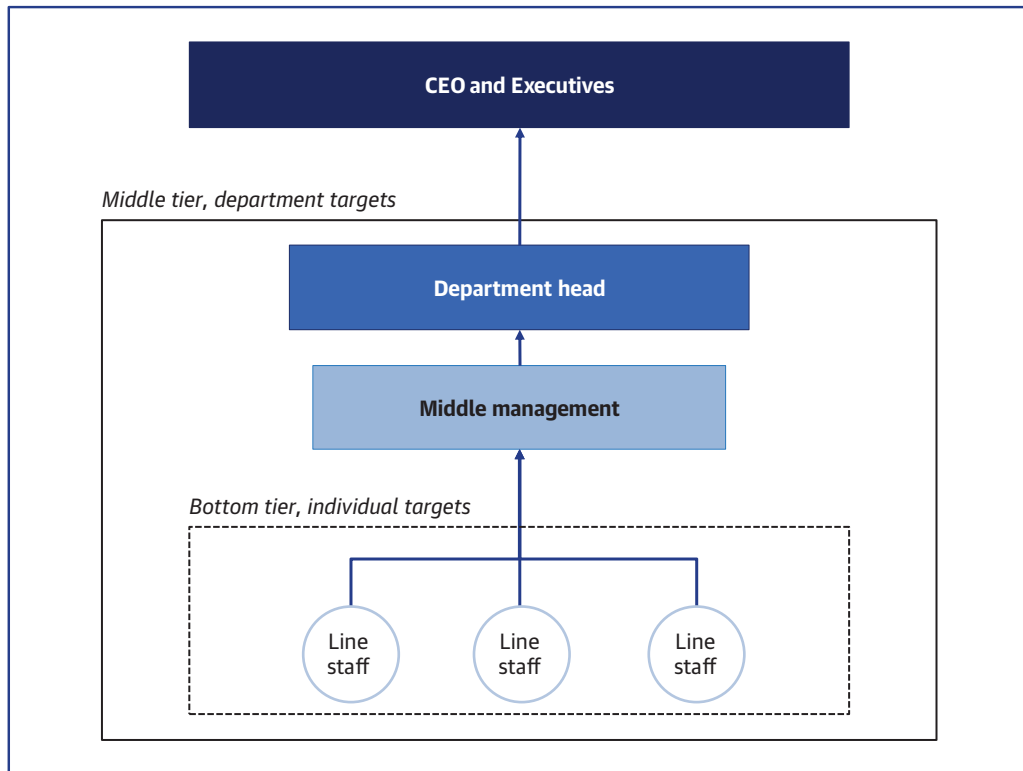 CEO and Executives
Middle tier, department targets
Department head
Middle management
Bottom tier, individual targets
Line
staff
Line
staff
Line
staff